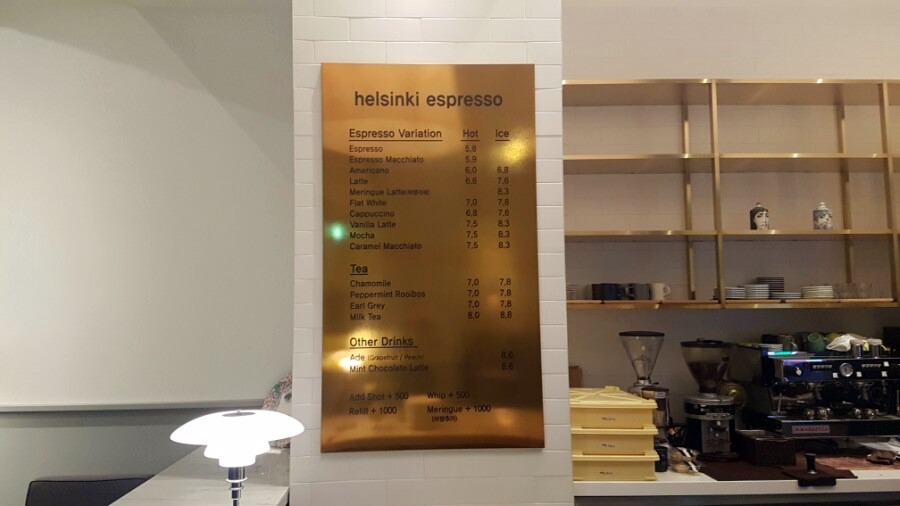 helsinki espresso
Espresso Variation Hot Ice
Espresso 5,8
Espresso Macchiato 5,9
Americano 6,0 6,8
Latte 6,8 7,6
Meringue Latte 8,3
Flat White 7,0 7,8
Cappuccino 6,8 7,6
Vanilla Latte 7,5 8,3
Mocha 7,5 8,3
Caramel Macchiato 7,5 8,3
Tea
Chamomile 7,0 7,8
Peppermint Rooibos 7,0 7,8
Earl Grey 7,0 7,8
Milk Tea 8,0 8,8
Other Drinks
Ade (Grapefruit / Peach) 8,6
Mint Chocolate Latte 8,6
Add Shot + 500 Whip + 500
Refill + 1000 Meringue + 1000